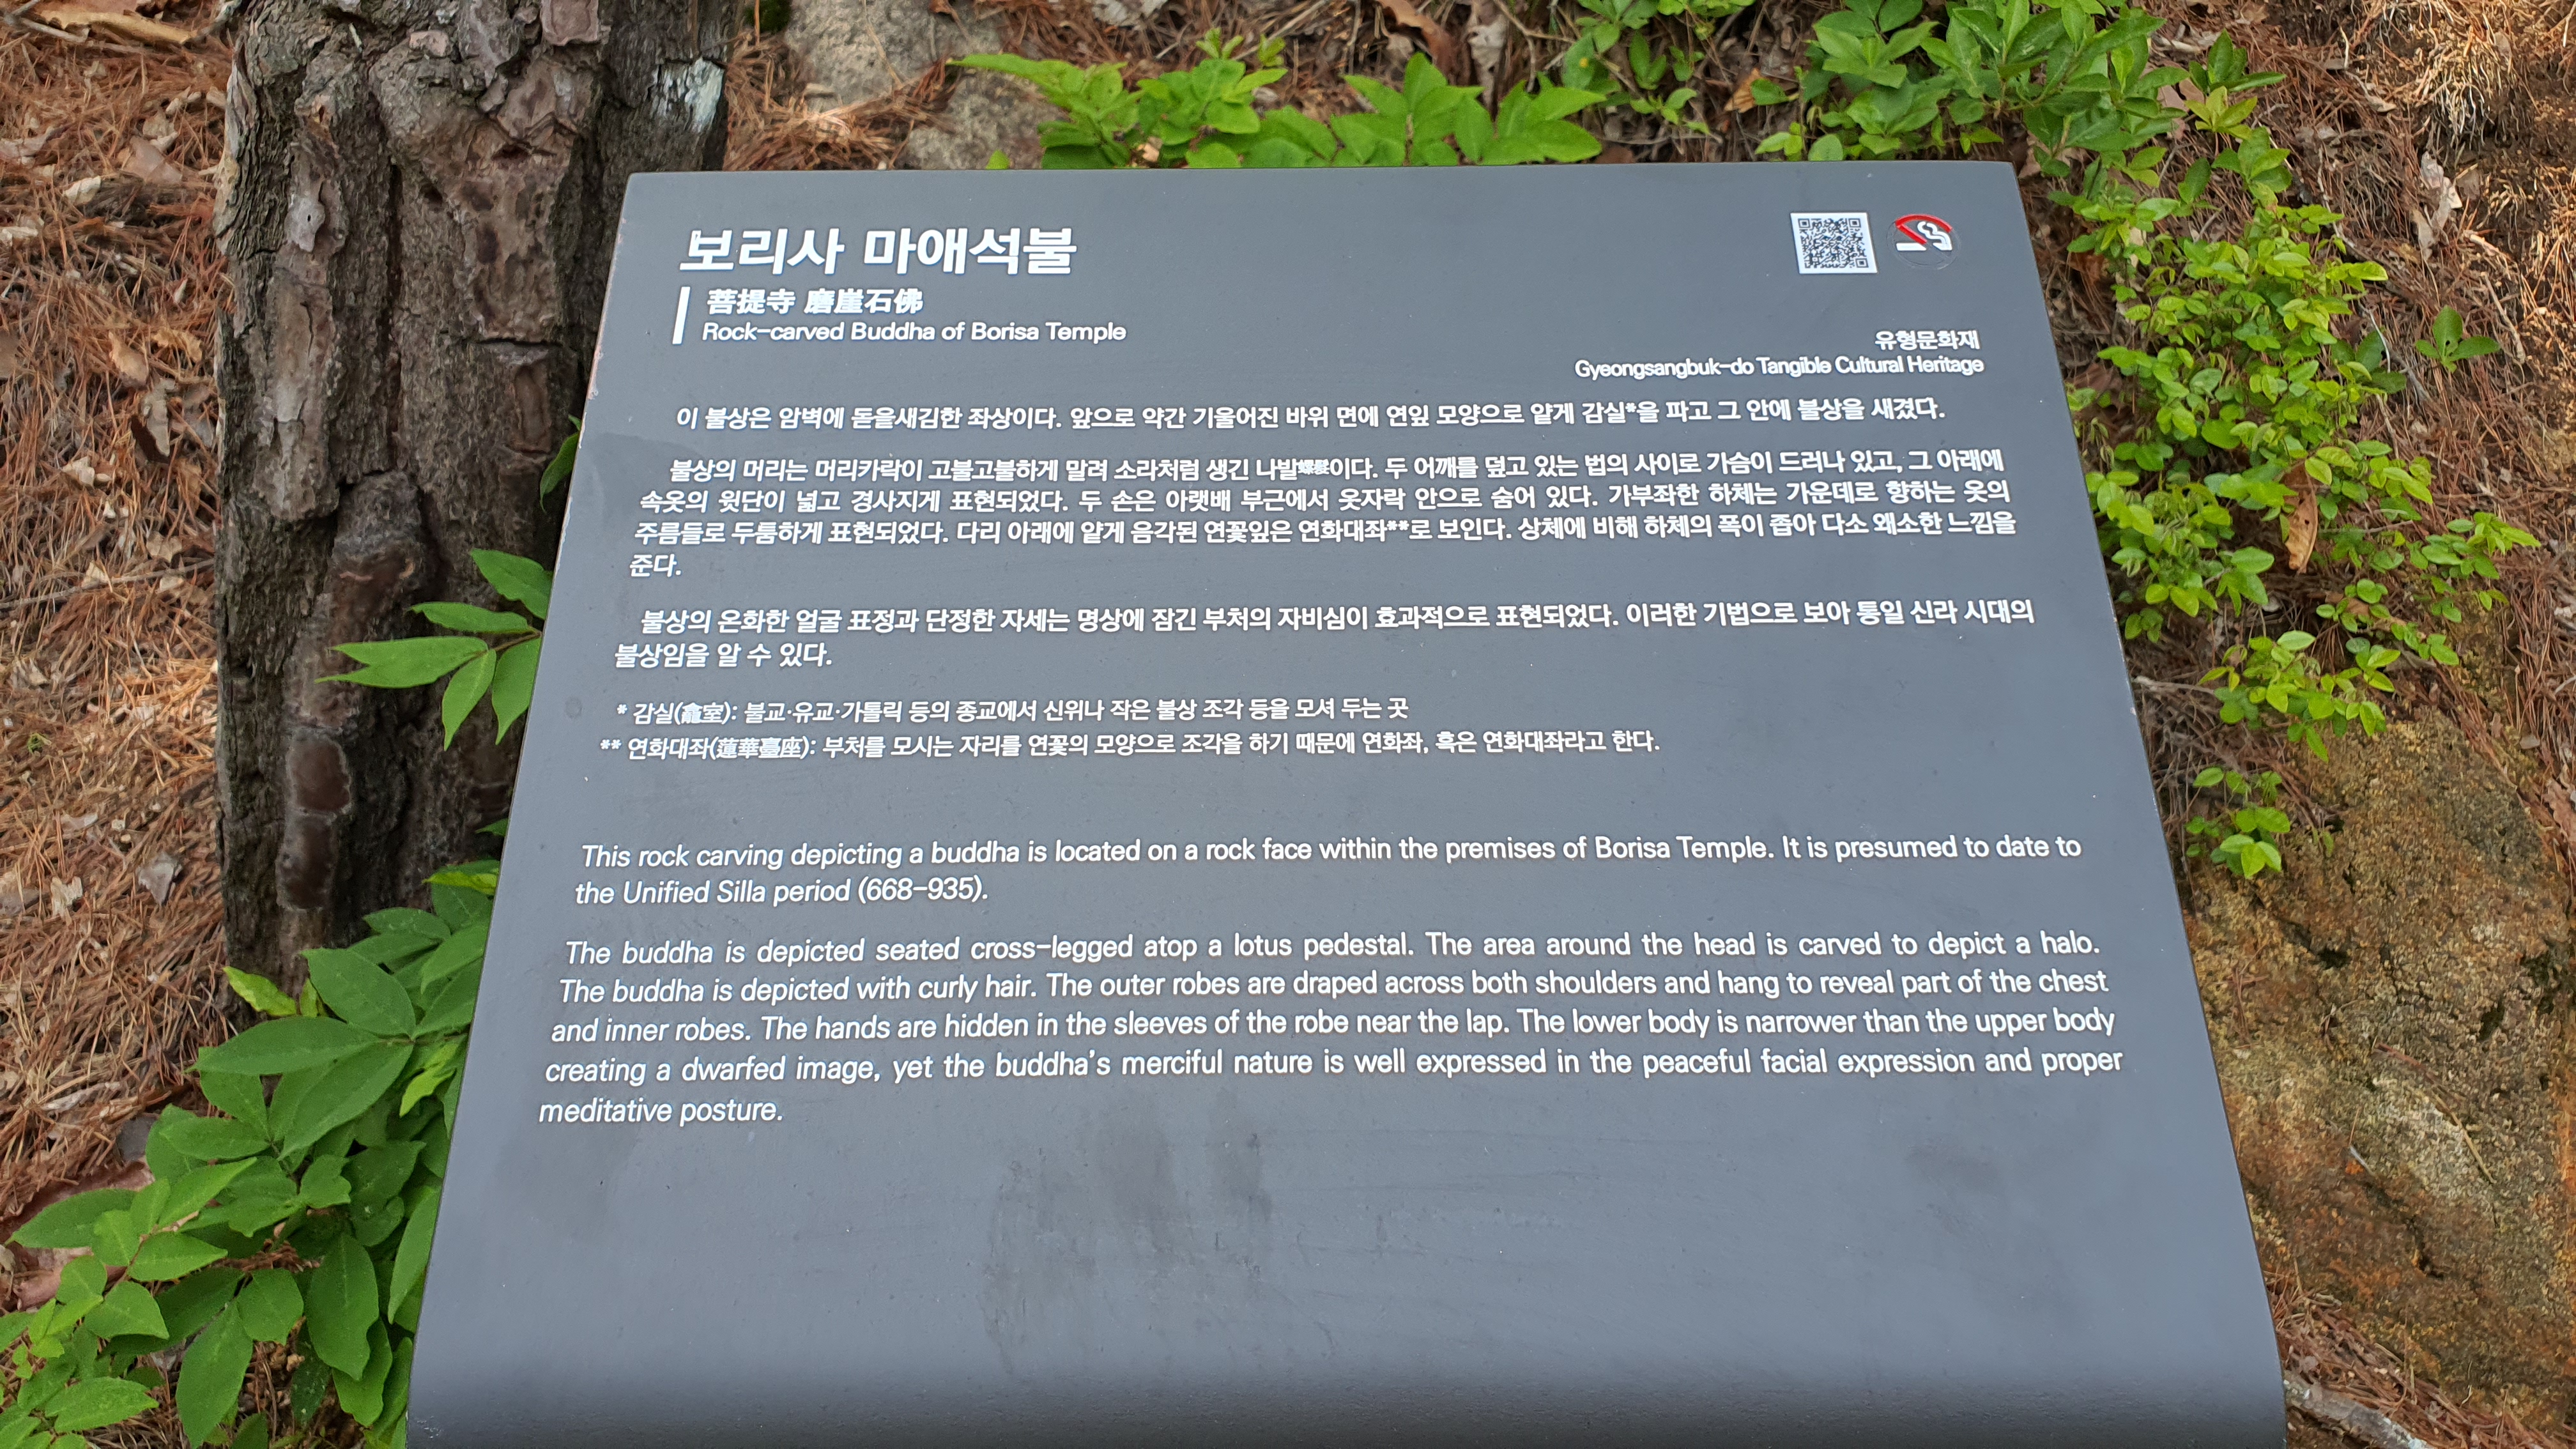 보리사 마애석불
菩提寺 磨崖石佛
Rock-carved Buddha of Borisa Temple
유형문화재
Gyeongsangbuk-do Tangible Cultural Heritage
이 불상은 암벽에 돋을새김한 좌상이다. 앞으로 약간 기울어진 바위 면에 연잎 모양으로 얕게 감실*을 파고 그 안에 불상을 새겼다.
불상의 머리는 머리카락이 고불고불하게 말려 소라처럼 생긴 나발螺髮이다. 두 어깨를 덮고 있는 법의 사이로 가슴이 드러나 있고, 그 아래에
속옷의 윗단이 넓고 경사지게 표현되었다. 두 손은 아랫배 부근에서 옷자락 안으로 숨어 있다. 가부좌한 하체는 가운데로 향하는 옷의
주름들로 두툼하게 표현되었다. 다리 아래에 얕게 음각된 연꽃잎은 연화대좌**로 보인다. 상체에 비해 하체의 폭이 좁아 다소 왜소한 느낌을
준다.
불상의 온화한 얼굴 표정과 단정한 자세는 명상에 잠긴 부처의 자비심이 효과적으로 표현되었다. 이러한 기법으로 보아 통일 신라 시대의
불상임을 알 수 있다.
* 감실(龕室): 불교·유교·가톨릭 등의 종교에서 신위나 작은 불상 조각 등을 모셔 두는 곳
** 연화대좌(蓮華臺座): 부처를 모시는 자리를 연꽃의 모양으로 조각을 하기 때문에 연화좌, 혹은 연화대좌라고 한다.
This rock carving depicting a buddha is located on a rock face within the premises of Borisa Temple. It is presumed to date to
the Unified Silla period (668-935).
The buddha is depicted seated cross-legged atop a lotus pedestal. The area around the head is carved to depict a halo.
The buddha is depicted with curly hair. The outer robes are draped across both shoulders and hang to reveal part of the chest
and inner robes. The hands are hidden in the sleeves of the robe near the lap. The lower body is narrower than the upper body
creating a dwarfed image, yet the buddha's merciful nature is well expressed in the peaceful facial expression and proper
meditative posture.